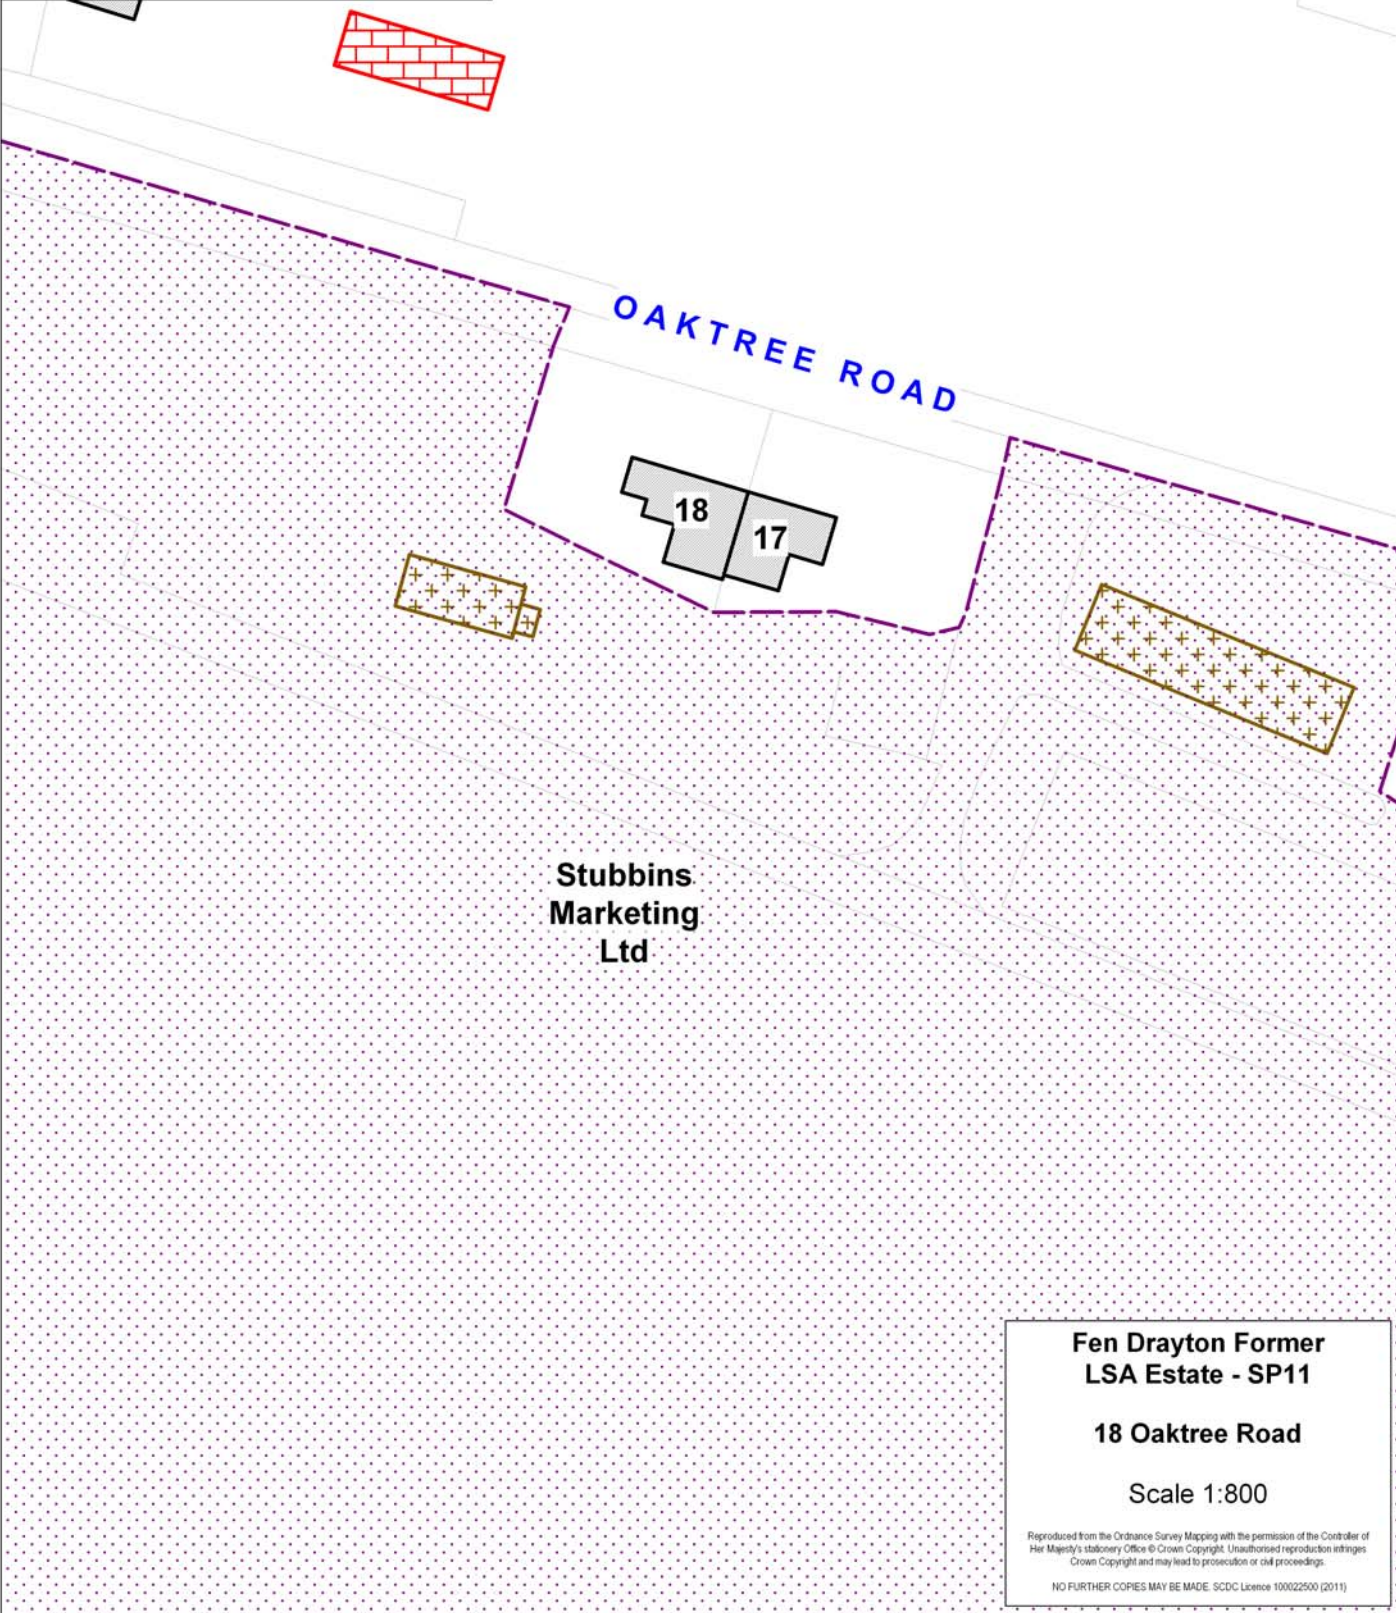 OAKTREE ROAD
18
17
Stubbins
Marketing
Ltd
Fen Drayton Former
LSA Estate - SP11
18 Oaktree Road
Scale 1:800
Reproduced from the Ordnance Survey Mapping with the permission of the Controller of
Her Majesty's stationery Office © Crown Copyright. Unauthorised reproduction infringes
Crown Copyright and may lead to prosecution or civil proceedings.
NO FURTHER COPIES MAY BE MADE. SCDC Licence 100022500 (2011)